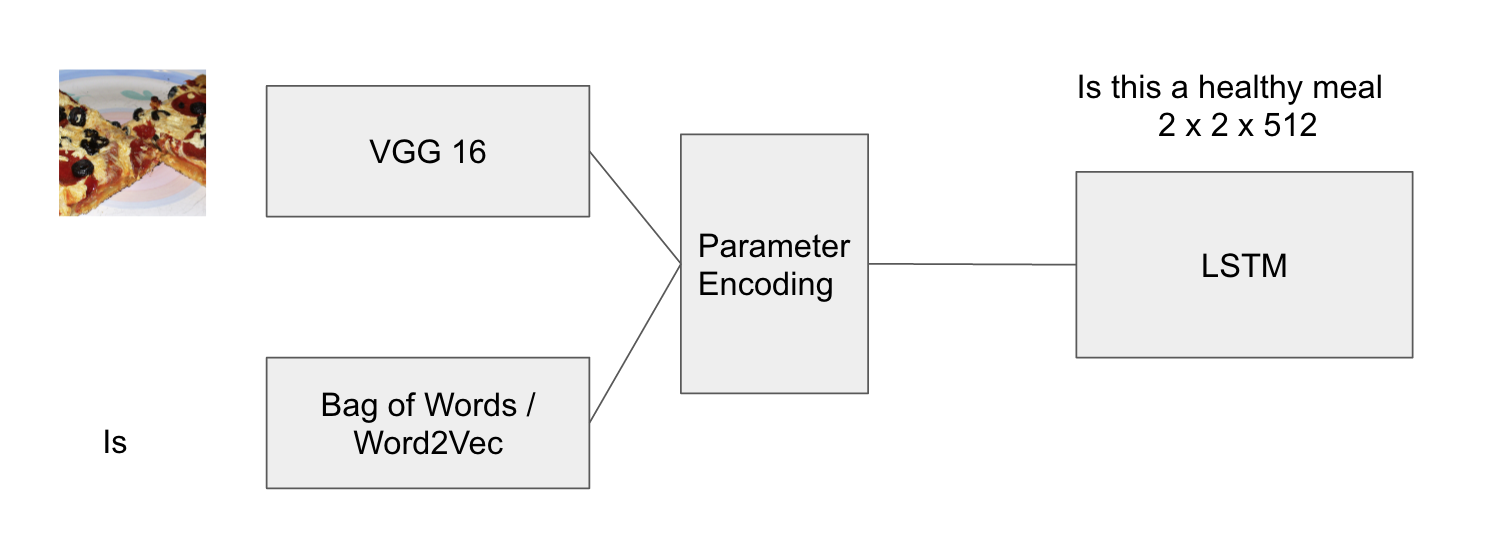 VGG 16
Is
Bag of Words /
Word2Vec
Parameter
Encoding
Is this a healthy meal
2 x 2 x 512
LSTM